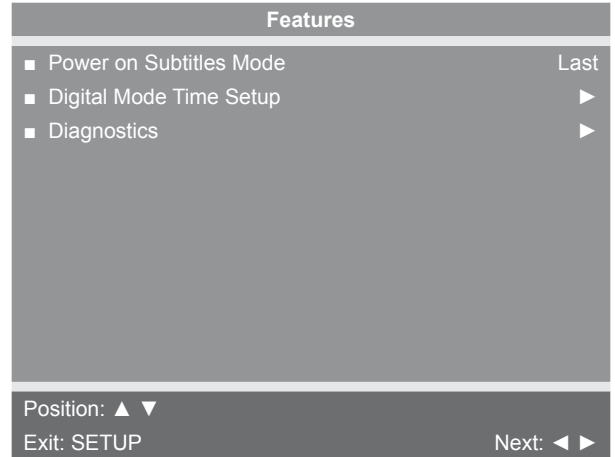 Features
■ Power on Subtitles Mode Last
■ Digital Mode Time Setup ►
■ Diagnostics ►
Position: ▲ ▼
Exit: SETUP Next: ◄ ►